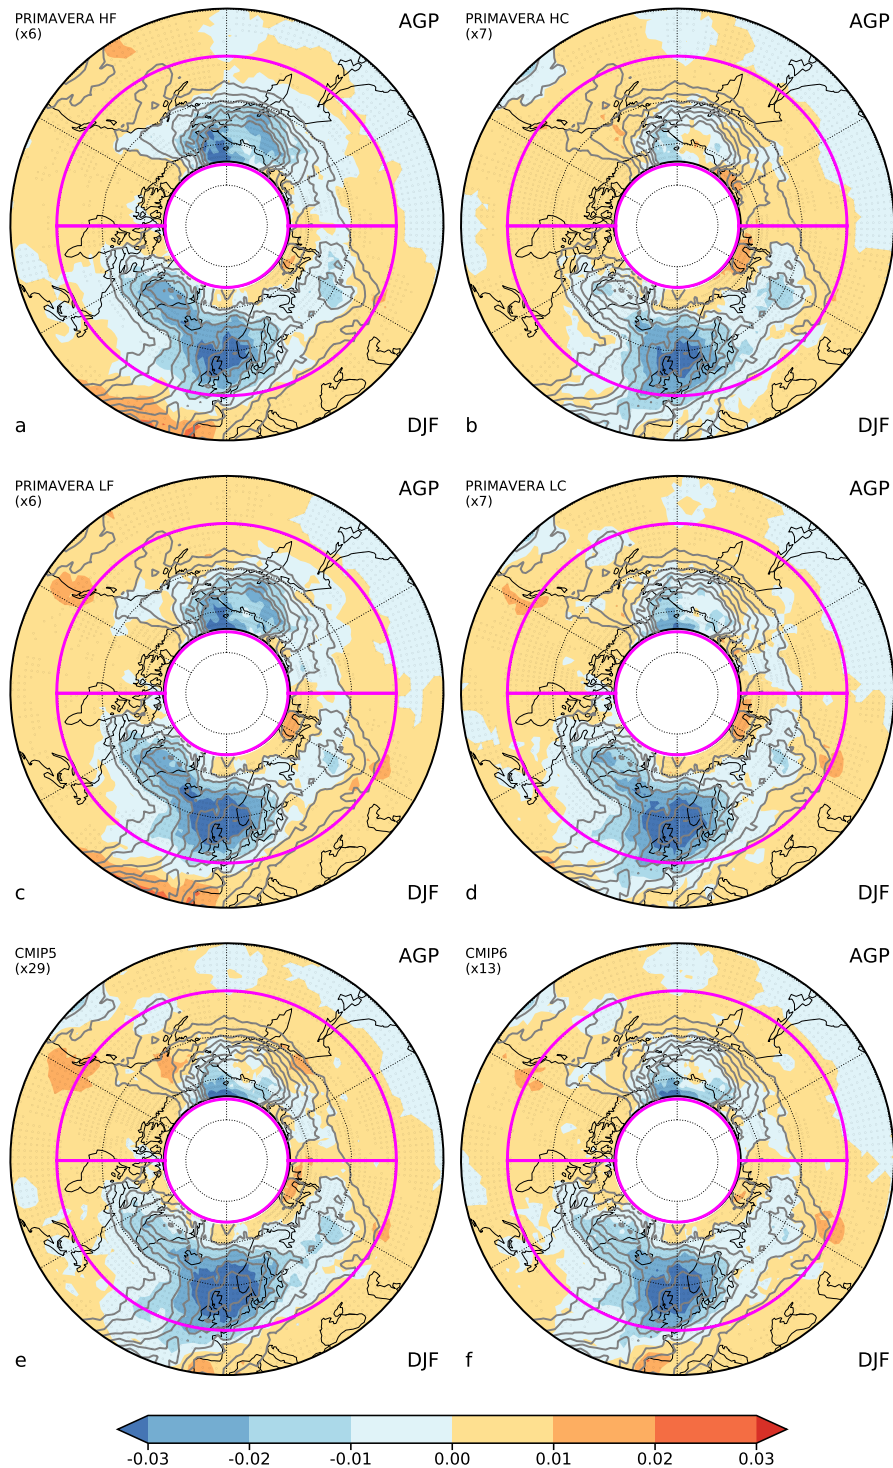 PRIMAVERA HF
(x6)
AGP
a
DJF
PRIMAVERA HC
(x7)
AGP
b
DJF
PRIMAVERA LF
(x6)
AGP
c
DJF
PRIMAVERA LC
(x7)
AGP
d
DJF
CMIP5
(x29)
AGP
e
DJF
CMIP6
(x13)
AGP
f
DJF
-0.03 -0.02 -0.01 0.00 0.01 0.02 0.03